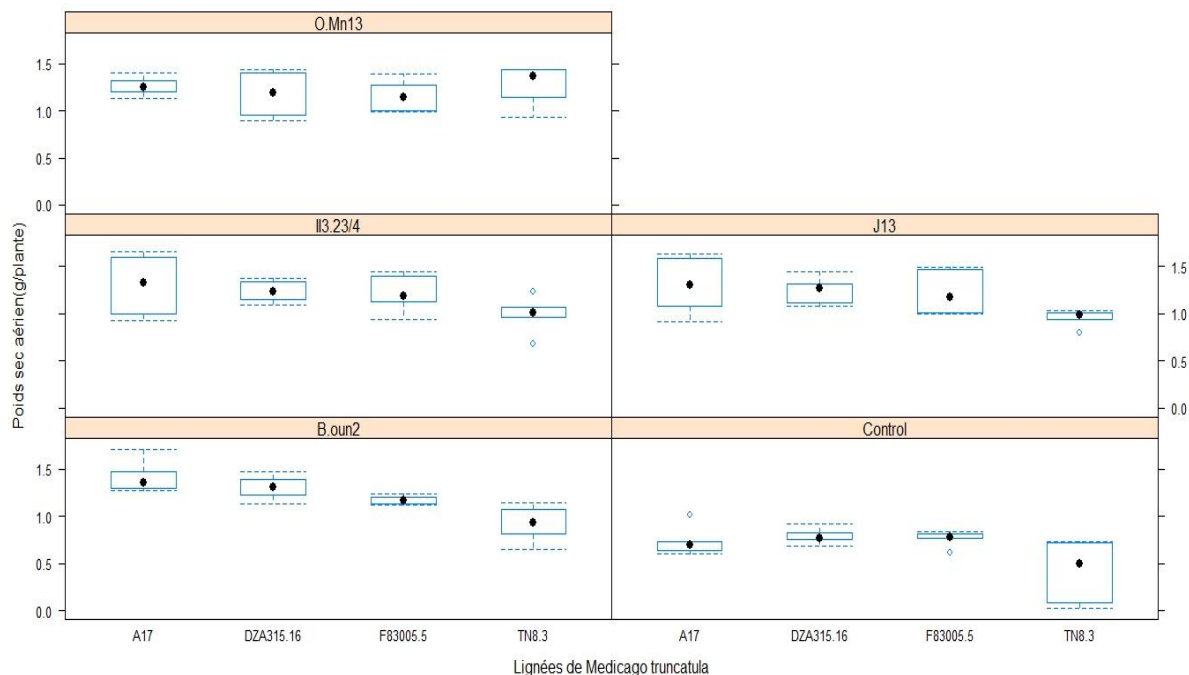 O.Mn13
1.5
1.0
0.5
0.0
II3.23/4
J13
1.5
1.0
0.5
0.0
B.oun2
Control
1.5
1.0
0.5
0.0
A17 DZA315.16 F83005.5 TN8.3 A17 DZA315.16 F83005.5 TN8.3
Poids sec aérien(g/plante)
Lignées de Medicago truncatula